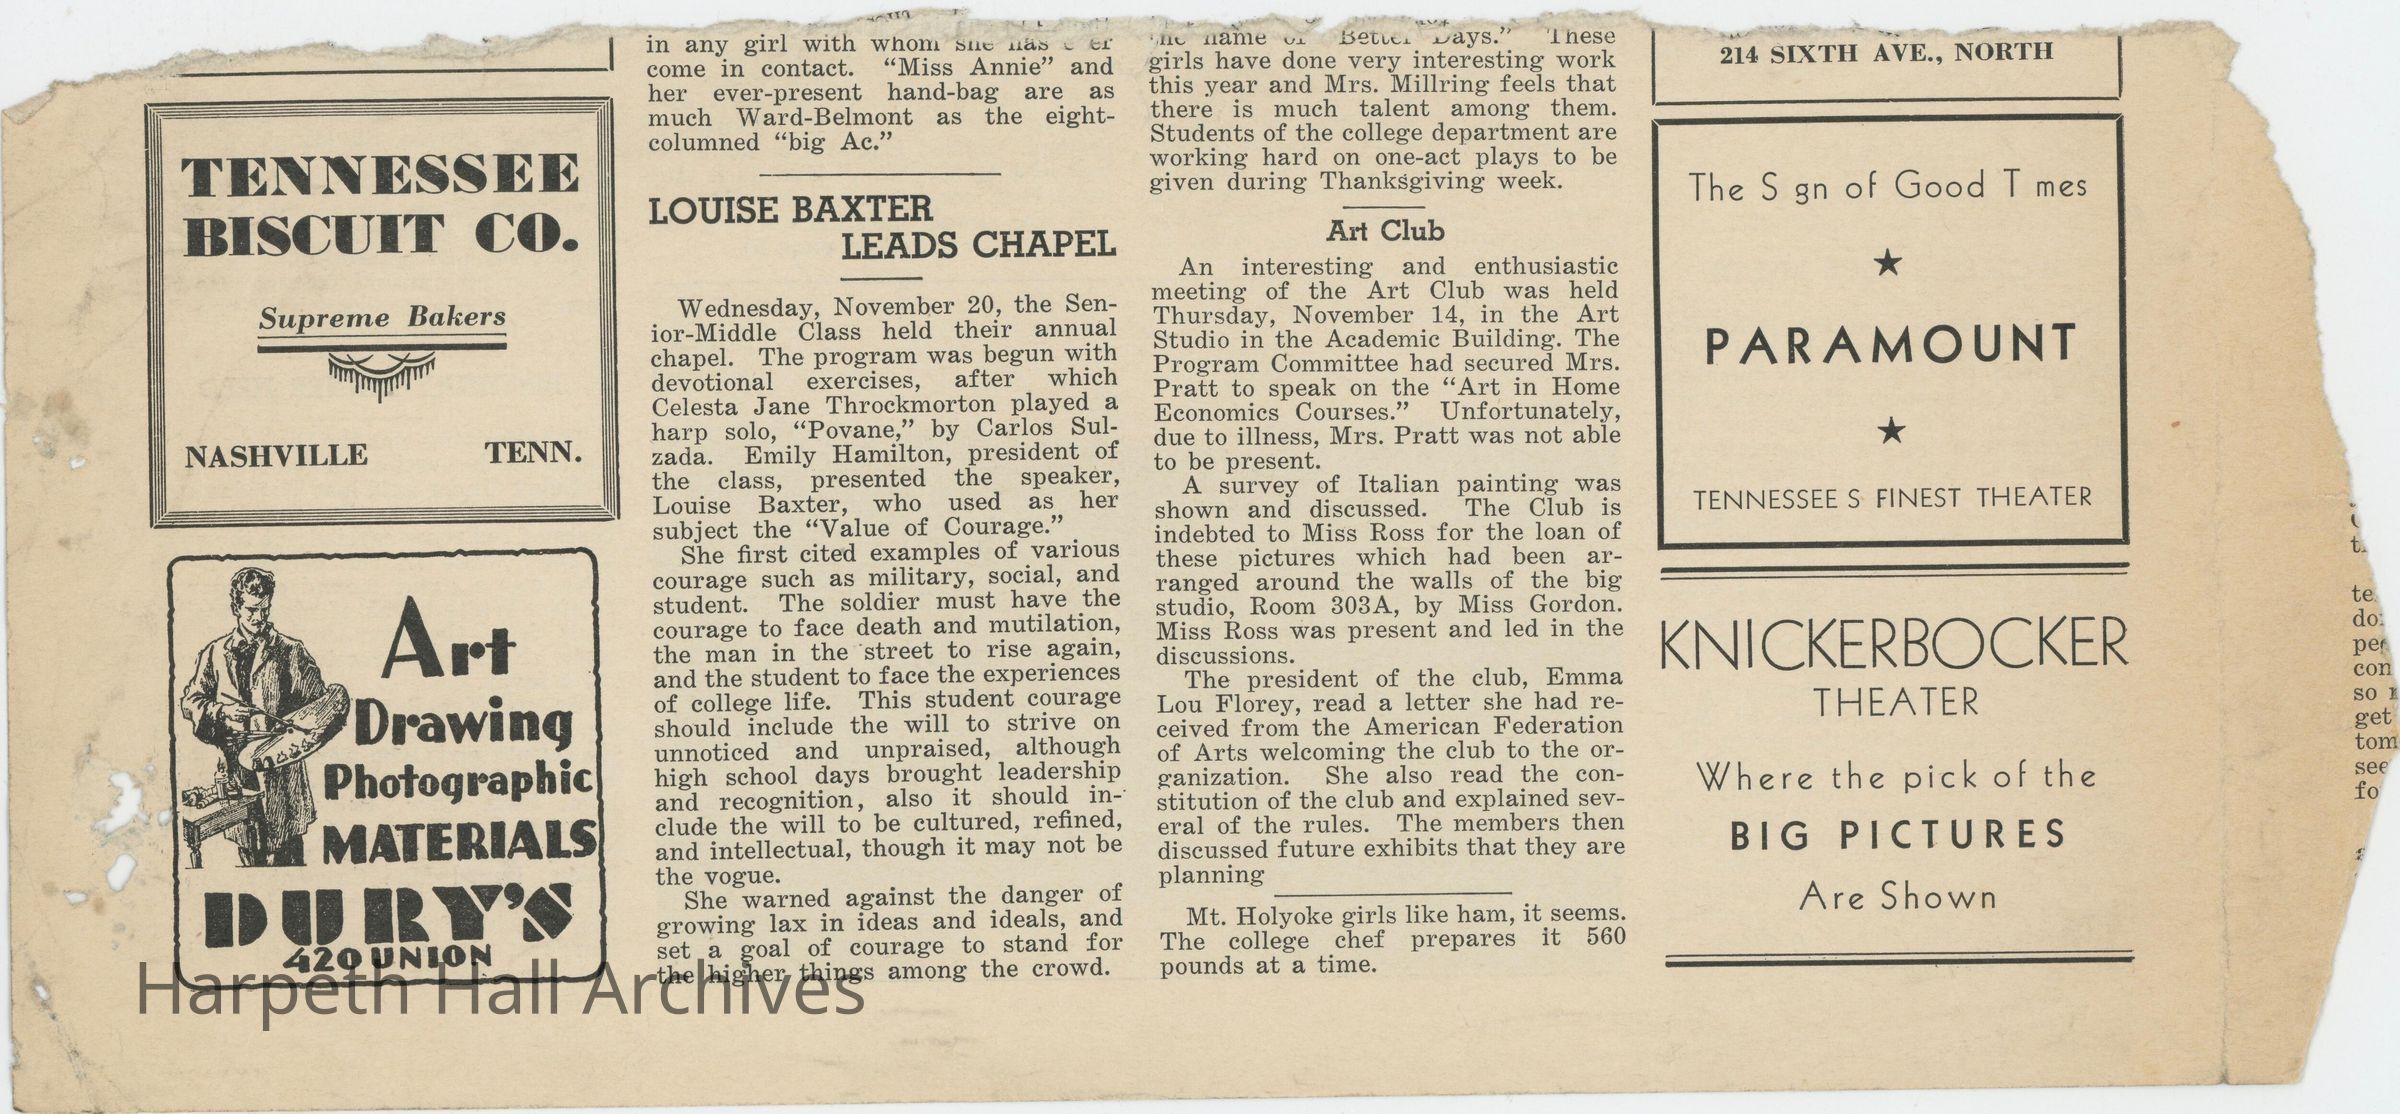 TENNESSEE
BISCUIT CO.
Supreme Bakers
NASHVILLE TENN.
Art
Drawing
Photographic
MATERIALS
DURY'S
420 UNION
in any girl with whom she has
come in contact. “Miss Annie” and
her ever-present hand-bag are as
much Ward-Belmont as the eight-
columned “big Ac.”
LOUISE BAXTER
LEADS CHAPEL
Wednesday, November 20, the Sen-
ior-Middle Class held their annual
chapel. The program was begun with
devotional exercises, after which
Celesta Jane Throckmorton played a
harp solo, “Povane,” by Carlos Sul-
zada. Emily Hamilton, president of
the class, presented the speaker,
Louise Baxter, who used as her
subject the “Value of Courage.”
She first cited examples of various
courage such as military, social, and
student. The soldier must have the
courage to face death and mutilation,
the man in the street to rise again,
and the student to face the experiences
of college life. This student courage
should include the will to strive on
unnoticed and unpraised, although
high school days brought leadership
and recognition, also it should in-
clude the will to be cultured, refined,
and intellectual, though it may not be
the vogue.
She warned against the danger of
growing lax in ideas and ideals, and
set a goal of courage to stand for
the higher things among the crowd.
the name of “Better Days.” These
girls have done very interesting work
this year and Mrs. Millring feels that
there is much talent among them.
Students of the college department are
working hard on one-act plays to be
given during Thanksgiving week.
Art Club
An interesting and enthusiastic
meeting of the Art Club was held
Thursday, November 14, in the Art
Studio in the Academic Building. The
Program Committee had secured Mrs.
Pratt to speak on the “Art in Home
Economics Courses.” Unfortunately,
due to illness, Mrs. Pratt was not able
to be present.
A survey of Italian painting was
shown and discussed. The Club is
indebted to Miss Ross for the loan of
these pictures which had been ar-
ranged around the walls of the big
studio, Room 303A, by Miss Gordon.
Miss Ross was present and led in the
discussions.
The president of the club, Emma
Lou Florey, read a letter she had re-
ceived from the American Federation
of Arts welcoming the club to the or-
ganization. She also read the con-
stitution of the club and explained sev-
eral of the rules. The members then
discussed future exhibits that they are
planning
Mt. Holyoke girls like ham, it seems.
The college chef prepares it 560
pounds at a time.
214 SIXTH AVE., NORTH
The S gn of Good T mes
★
PARAMOUNT
★
TENNESSEE S FINEST THEATER
KNICKERBOCKER
THEATER
Where the pick of the
BIG PICTURES
Are Shown
con
so
get
tom
see
Harpeth Hall Archives